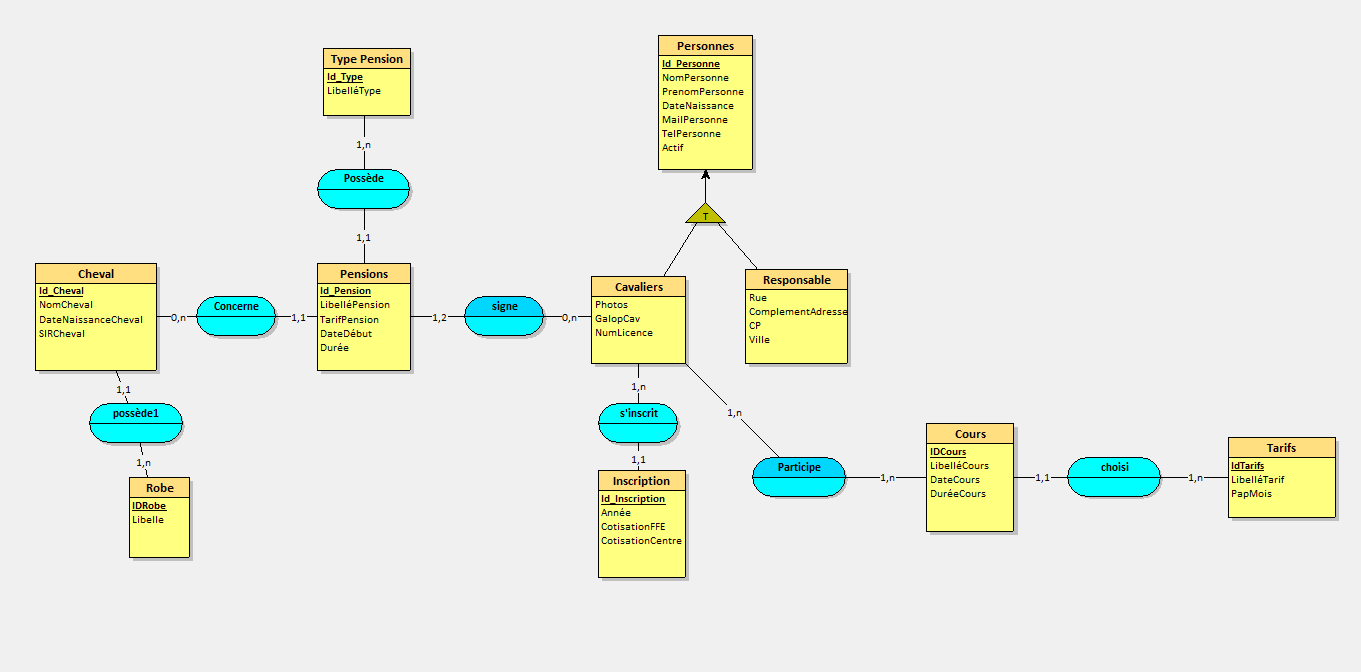 Personnes
Id_Personne
NomPersonne
PrenomPersonne
DateNaissance
MailPersonne
TelPersonne
Actif
Type Pension
Id_Type
LibelléType
1,n
Possède
1,1
T
Cheval
Id_Cheval
NomCheval
DateNaissanceCheval
SIRCheval
0,n
Concerne
1,1
Pensions
Id_Pension
LibelléPension
TarifPension
DateDébut
Durée
1,2
signe
0,n
Cavaliers
Photos
GalopCav
NumLicence
Responsable
Rue
ComplementAdresse
CP
Ville
1,1
possède1
1,n
Robe
IDRobe
Libelle
1,n
s'inscrit
1,1
Inscription
Id_Inscription
Année
CotisationFFE
CotisationCentre
1,n
Participe
1,n
Cours
IDCours
LibelléCours
DateCours
DuréeCours
1,1
choisi
1,n
Tarifs
IdTarifs
LibelléTarif
PapMois